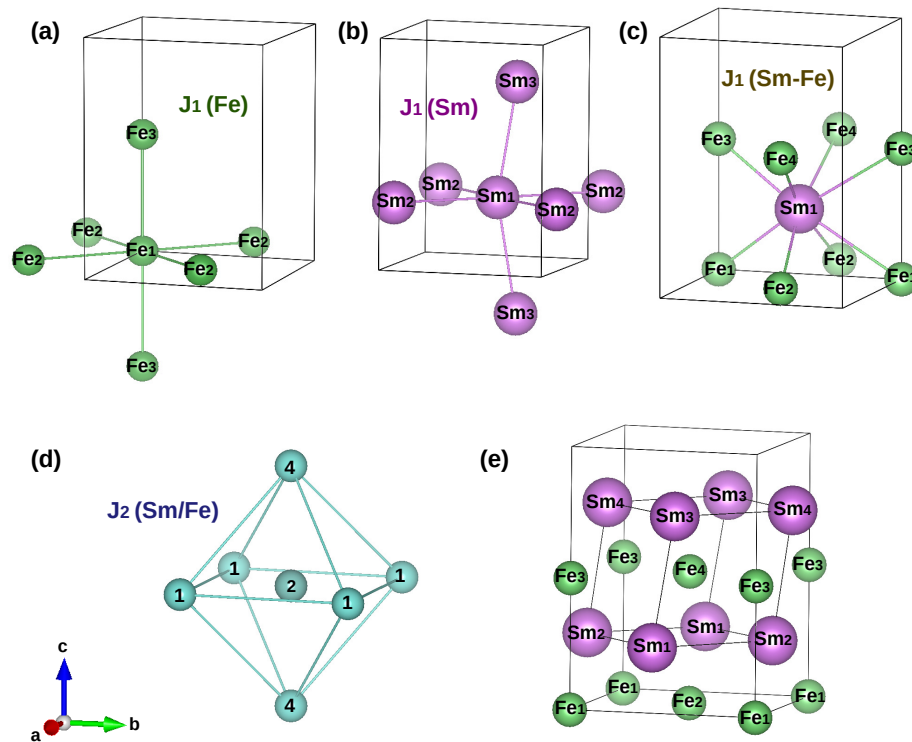 (a)
J1 (Fe)
Fe3
Fe2
Fe1
Fe2
Fe2
Fe2
Fe3
(b)
Sm3
J1 (Sm)
Sm2
Sm2
Sm1
Sm2
Sm2
Sm3
(c)
J1 (Sm-Fe)
Fe3
Fe4
Fe3
Fe4
Sm1
Fe1
Fe2
Fe1
Fe2
(d)
J2 (Sm/Fe)
4
1
1
2
1
1
4
c
a
b
(e)
Sm4
Sm3
Sm3
Sm4
Fe3
Fe3
Fe4
Fe3
Fe3
Sm2
Sm1
Sm1
Sm2
Fe1
Fe1
Fe2
Fe1
Fe1